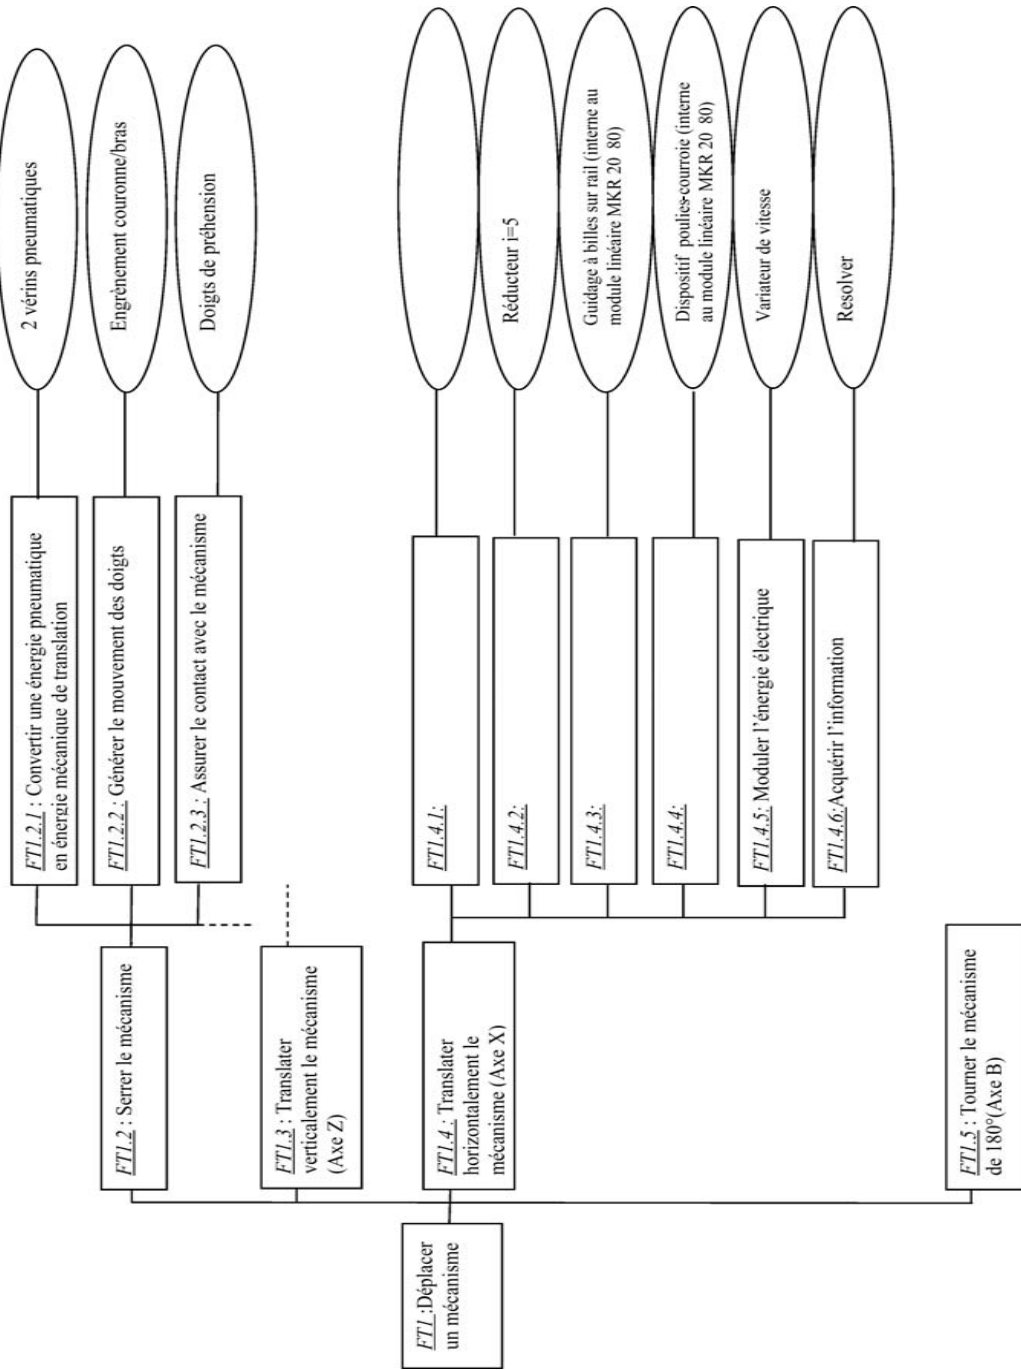 FT1 :Déplacer
un mécanisme
FT1.2 : Serrer le mécanisme
FT1.2.1 : Convertir une énergie pneumatique
en énergie mécanique de translation
2 vérins pneumatiques
FT1.2.2 : Générer le mouvement des doigts
Engrènement couronne/bras
FT1.2.3 : Assurer le contact avec le mécanisme
Doigts de préhension
FT1.3 : Translater
verticalement le mécanisme
(Axe Z)
FT1.4 : Translater
horizontalement le
mécanisme (Axe X)
FT1.4.1:
FT1.4.2:
Réducteur i=5
FT1.4.3:
Guidage à billes sur rail (interne au
module linéaire MKR 20 80)
FT1.4.4:
Dispositif poulies-courroie (interne
au module linéaire MKR 20 80)
FT1.4.5: Moduler l'énergie électrique
Variateur de vitesse
FT1.4.6:Acquérir l'information
Resolver
FT1.5 : Tourner le mécanisme
de 180°(Axe B)